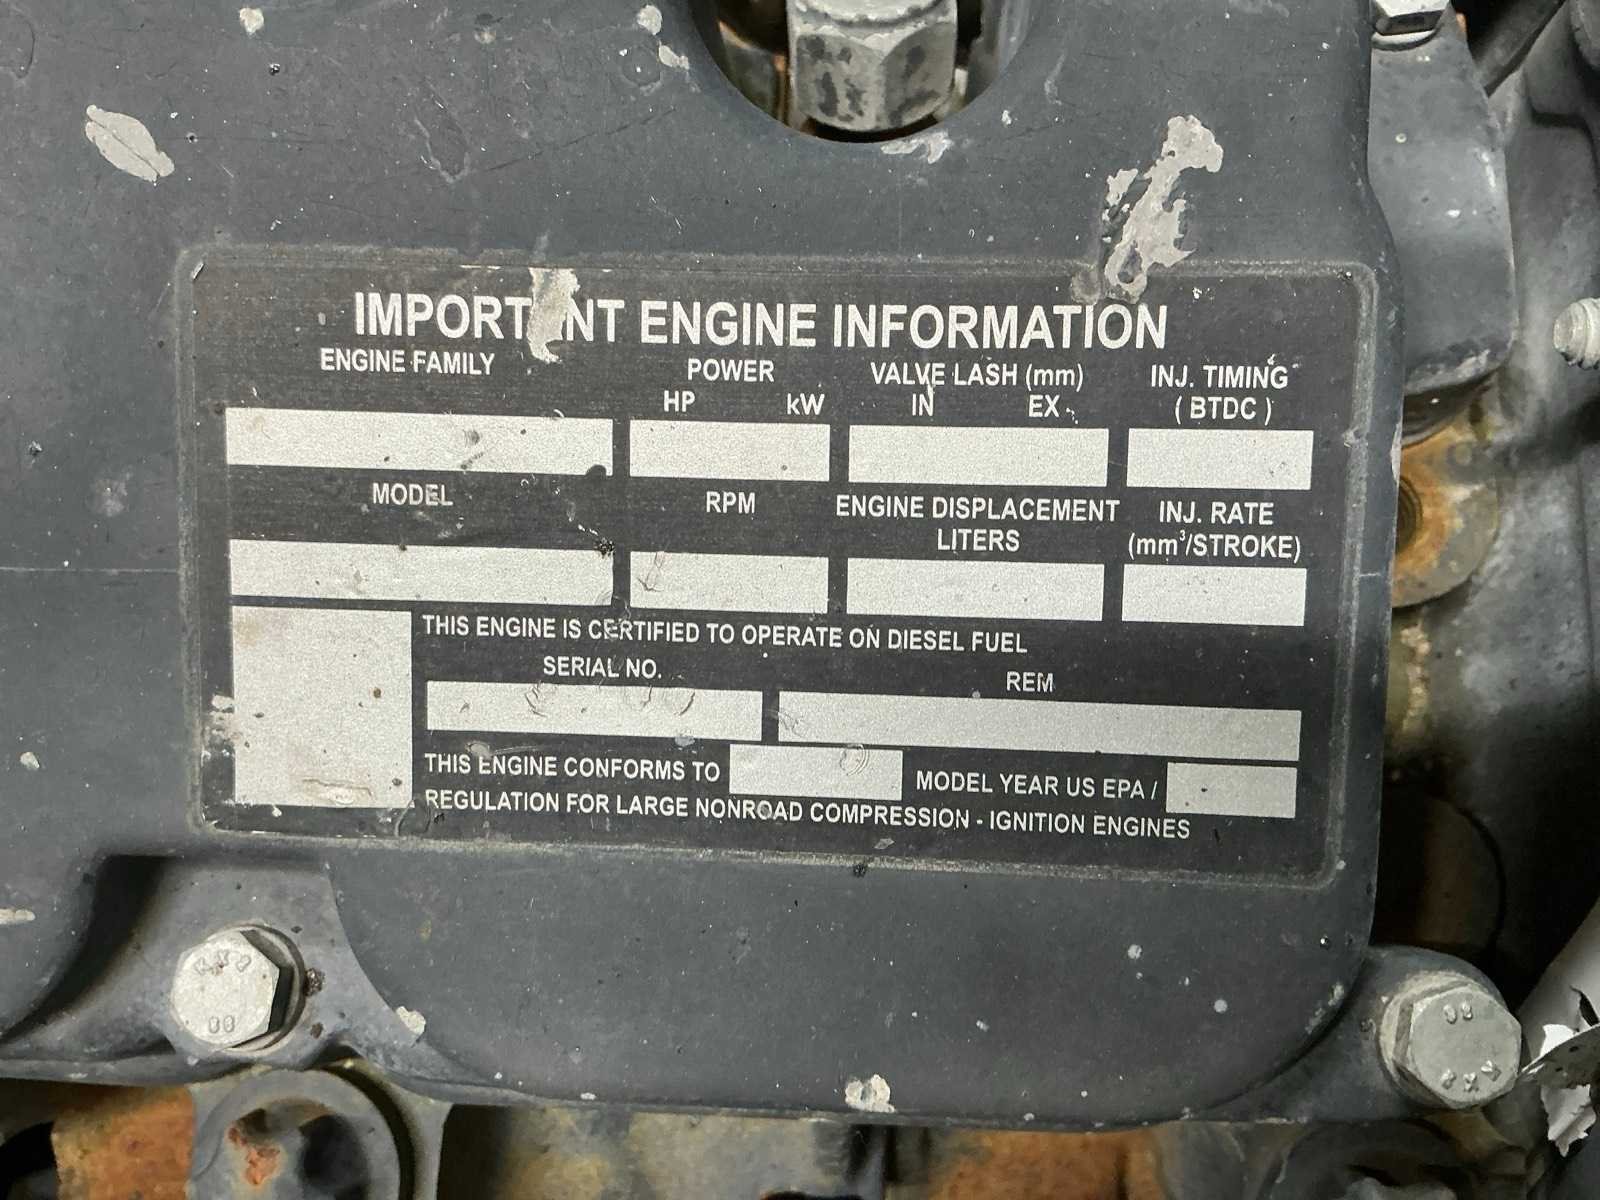 IMPORTANT ENGINE INFORMATION
ENGINE FAMILY POWER VALVE LASH (mm) INJ. TIMING
HP kW IN EX ( BTDC )
MODEL RPM ENGINE DISPLACEMENT INJ. RATE
LITERS (mm³/STROKE)
THIS ENGINE IS CERTIFIED TO OPERATE ON DIESEL FUEL
SERIAL NO. REM
THIS ENGINE CONFORMS TO MODEL YEAR US EPA /
REGULATION FOR LARGE NONROAD COMPRESSION - IGNITION ENGINES